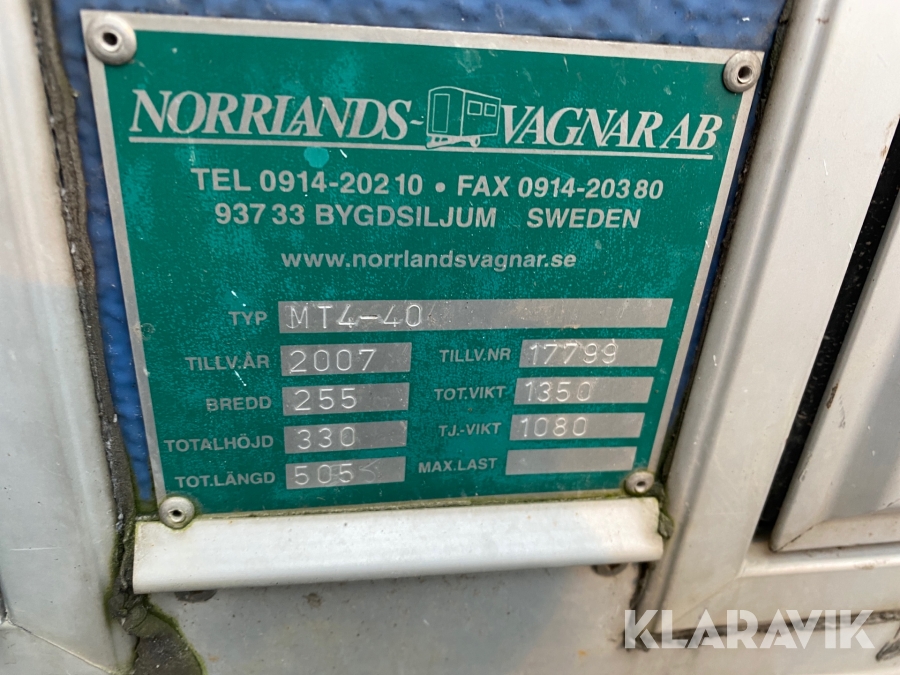 NORRLANDS- VAGNAR AB
TEL 0914-202 10 • FAX 0914-203 80
937 33 BYGDSILJUM SWEDEN
www.norrlandsvagnar.se
TYP MT4-40
TILLV.ÅR 2007 TILLV.NR 17799
BREDD 255 TOT.VIKT 1350
TOTALHÖJD 330 TJ.-VIKT 1080
TOT.LÄNGD 505 MAX.LAST
KLARAVIK